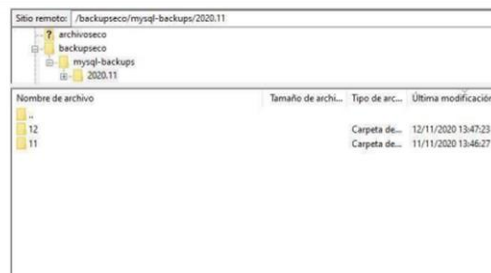 Sitio remoto: /backupseco/mysql-backups/2020.11
? archivoseco
backupseco
mysql-backups
2020.11
Nombre de archivo Tamaño de archi... Tipo de arc... Última modificación
..
12 Carpeta de... 12/11/2020 13:47:23
11 Carpeta de... 11/11/2020 13:46:27